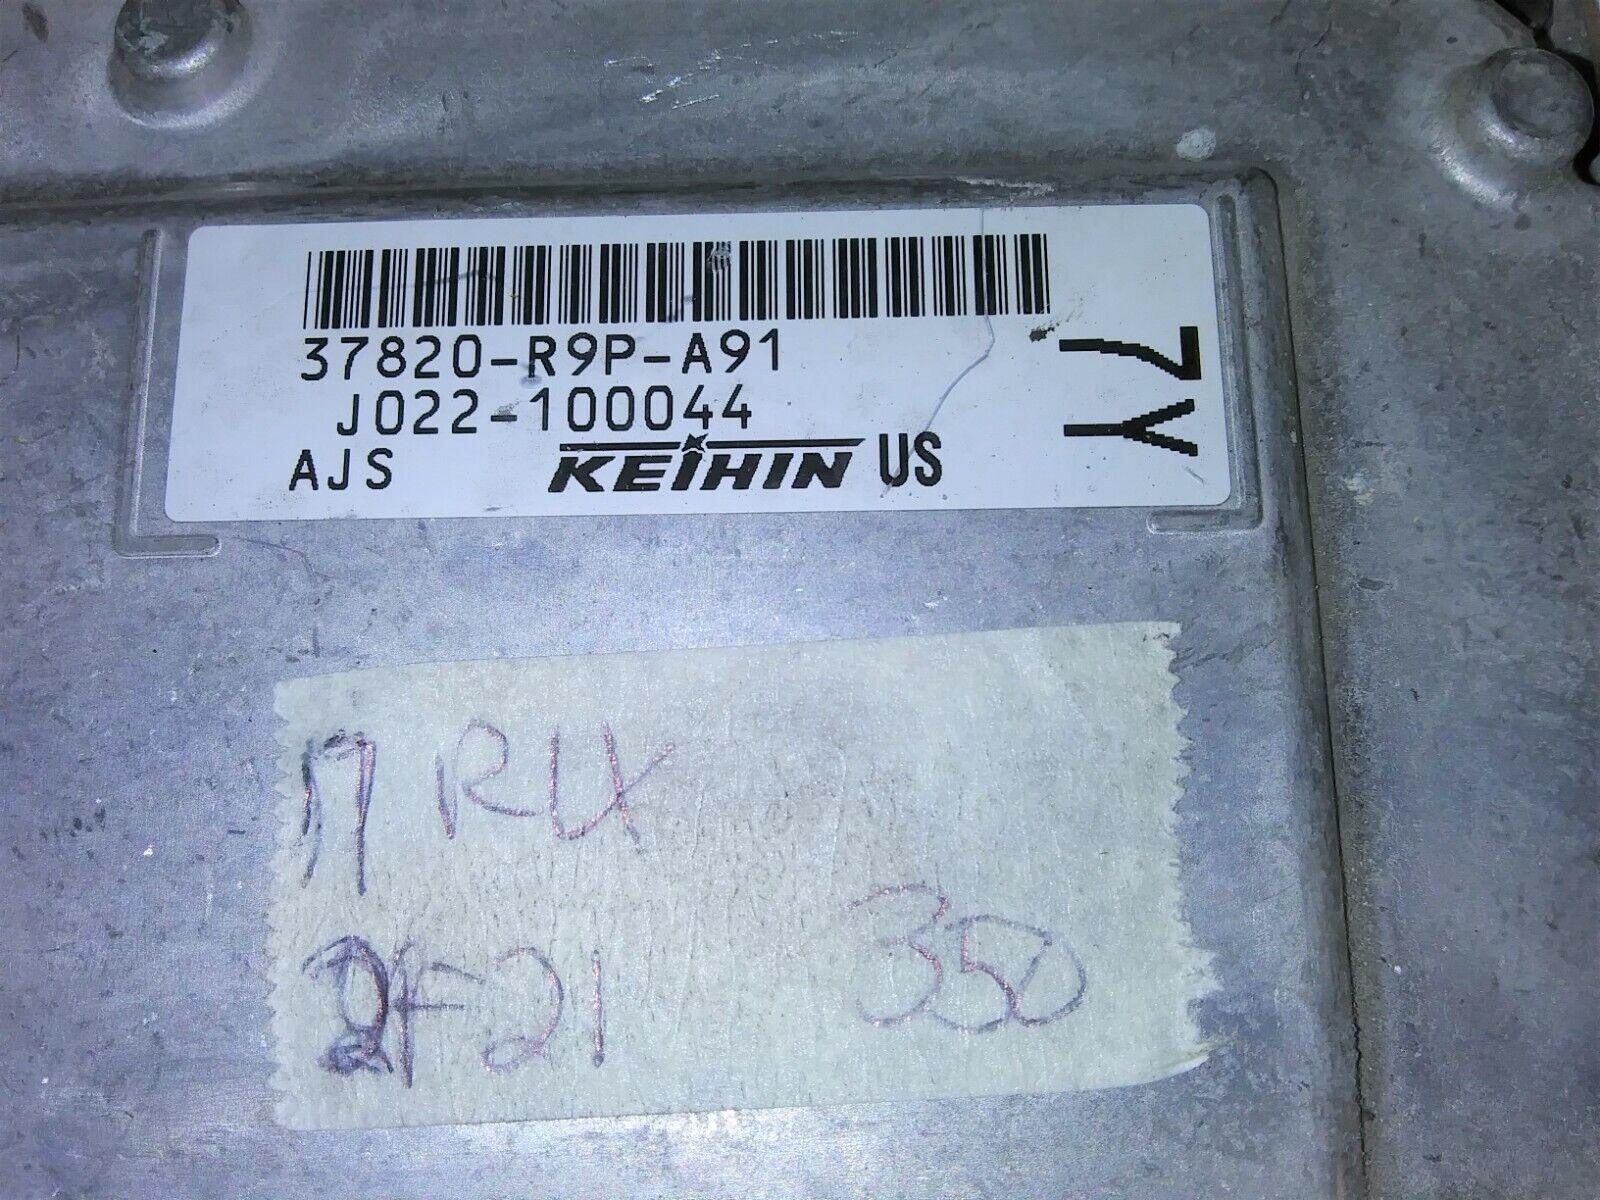 37820-R9P-A91
J022-100044
AJS KEIHIN US
7Y
17 RLX
2F21 350